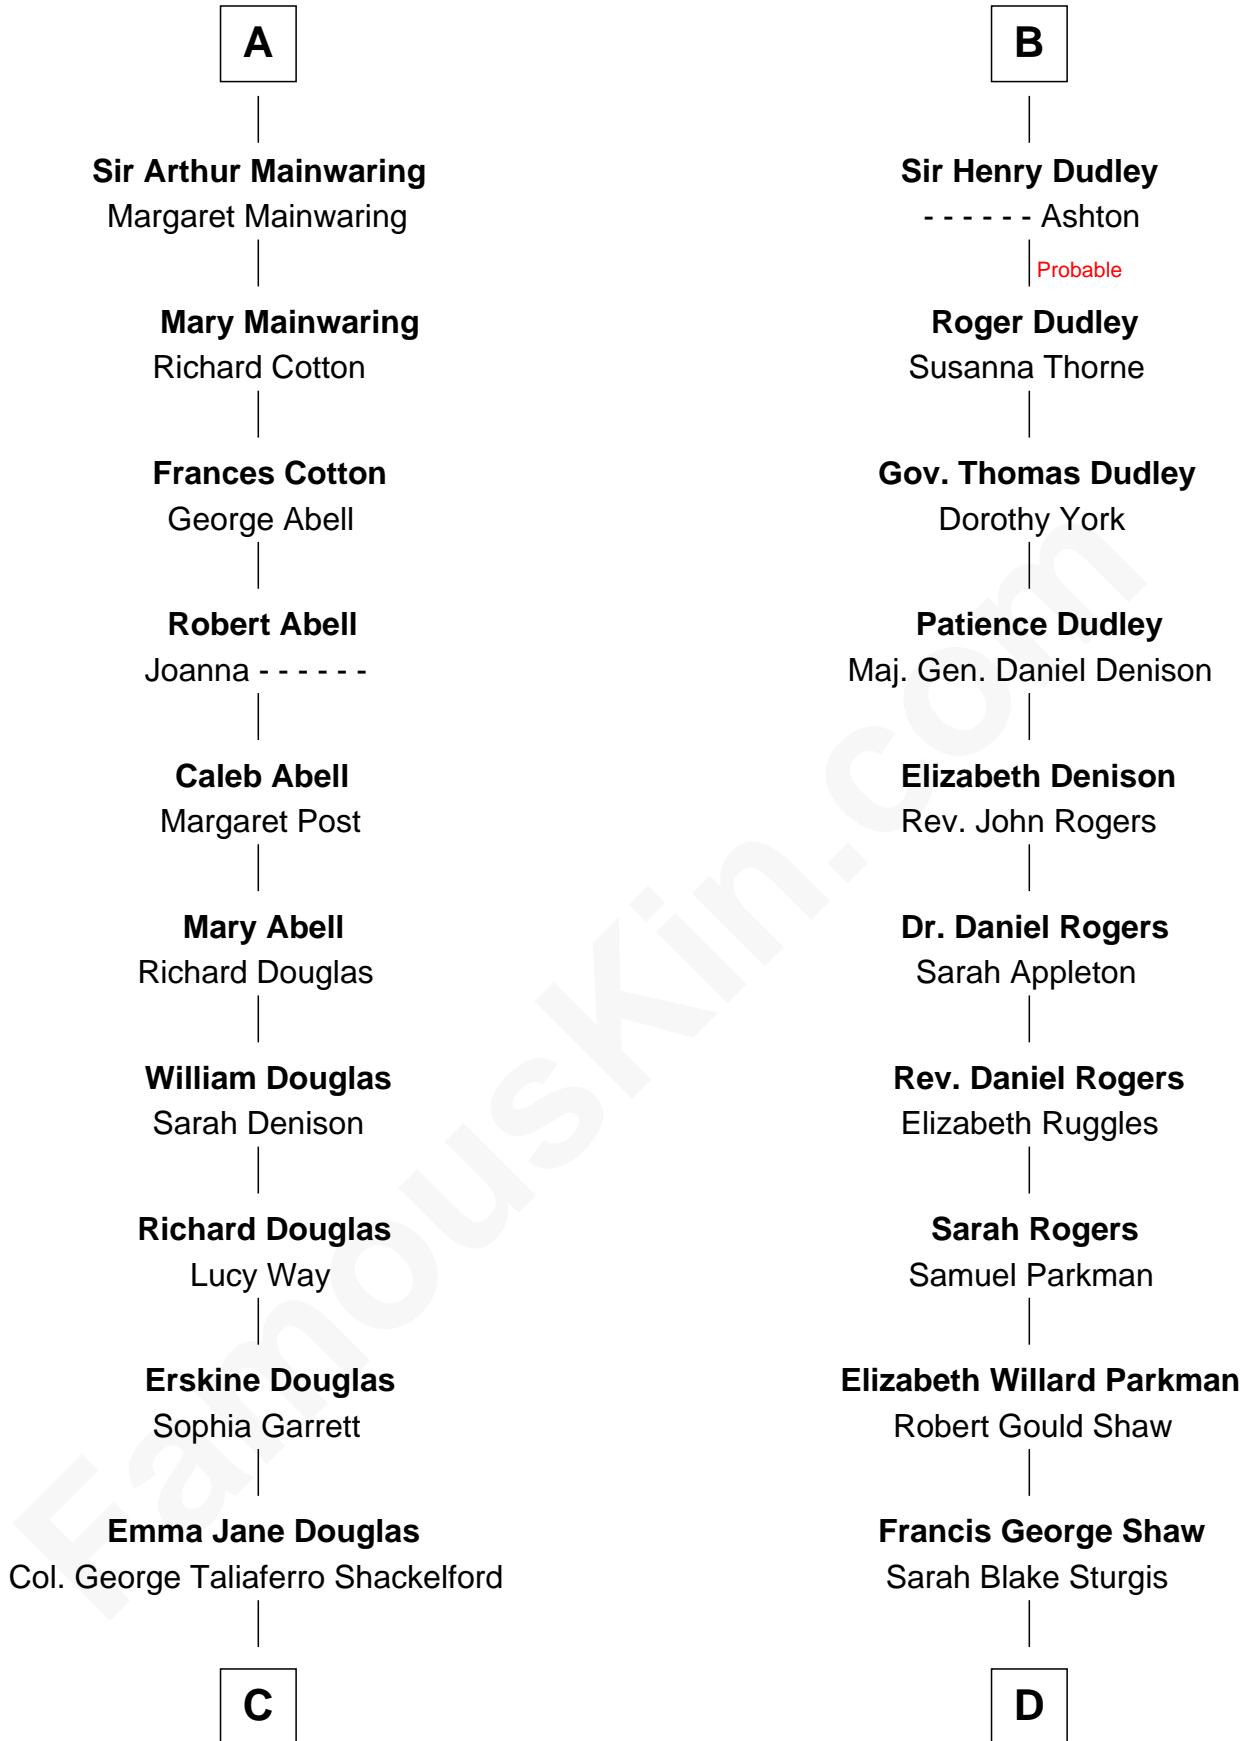 A
Sir Arthur Mainwaring
Margaret Mainwaring
Mary Mainwaring
Richard Cotton
Frances Cotton
George Abell
Robert Abell
Joanna - - - - - -
Caleb Abell
Margaret Post
Mary Abell
Richard Douglas
William Douglas
Sarah Denison
Richard Douglas
Lucy Way
Erskine Douglas
Sophia Garrett
Emma Jane Douglas
Col. George Taliaferro Shackelford
C
B
Sir Henry Dudley
- - - - - - Ashton
Probable
Roger Dudley
Susanna Thorne
Gov. Thomas Dudley
Dorothy York
Patience Dudley
Maj. Gen. Daniel Denison
Elizabeth Denison
Rev. John Rogers
Dr. Daniel Rogers
Sarah Appleton
Rev. Daniel Rogers
Elizabeth Ruggles
Sarah Rogers
Samuel Parkman
Elizabeth Willard Parkman
Robert Gould Shaw
Francis George Shaw
Sarah Blake Sturgis
D
FamousKin.com